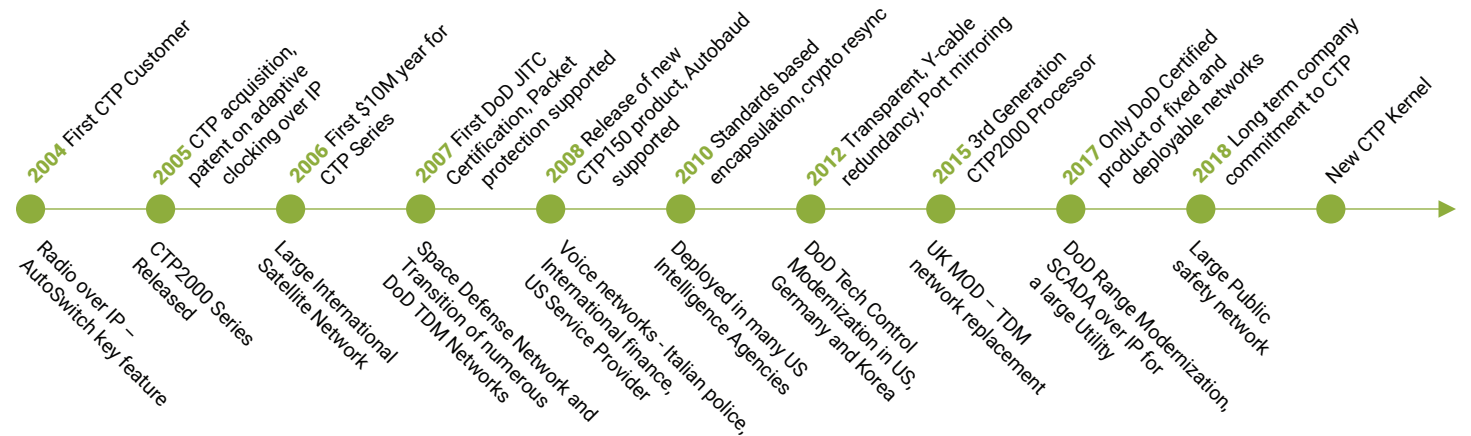 2004 First CTP Customer
2005 CTP acquisition,
patent on adaptive
clocking over IP
2006 First $10M year for
CTP Series
2007 First DoD JITC
Certification, Packet
protection supported
2008 Release of new
CTP150 product, Autobaud
supported
2010 Standards based
encapsulation, crypto resync
2012 Transparent, Y-cable
redundancy, Port mirroring
2015 3rd Generation
CTP2000 Processor
2017 Only DoD Certified
product or fixed and
deployable networks
2018 Long term company
commitment to CTP
New CTP Kernel
Radio over IP –
AutoSwitch key feature
CTP2000 Series
Released
Large International
Satellite Network
Space Defense Network and
Transition of numerous
DoD TDM Networks
Voice networks - Italian police,
International finance,
US Service Provider
Deployed in many US
Intelligence Agencies
DoD Tech Control
Modernization in US,
Germany and Korea
UK MOD – TDM
network replacement
DoD Range Modernization,
SCADA over IP for
a large Utility
Large Public
safety network